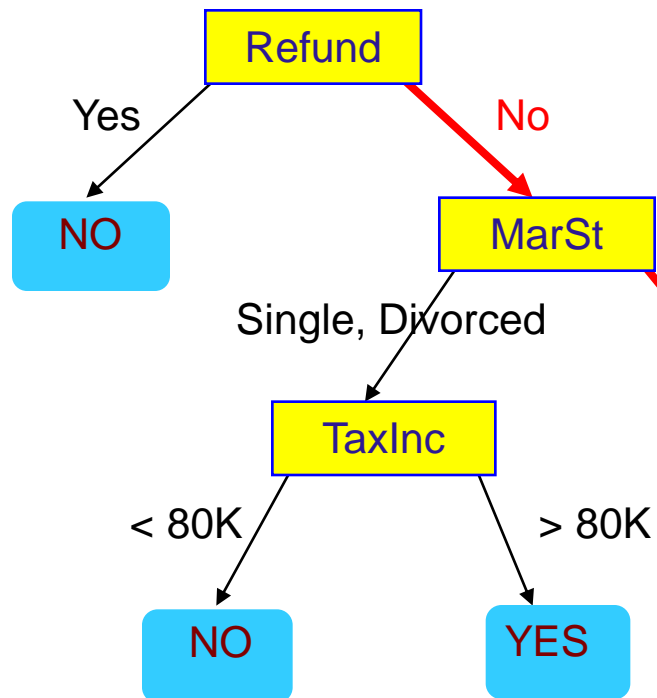 Refund
Yes
No
NO
MarSt
Single, Divorced
TaxInc
< 80K
> 80K
NO
YES